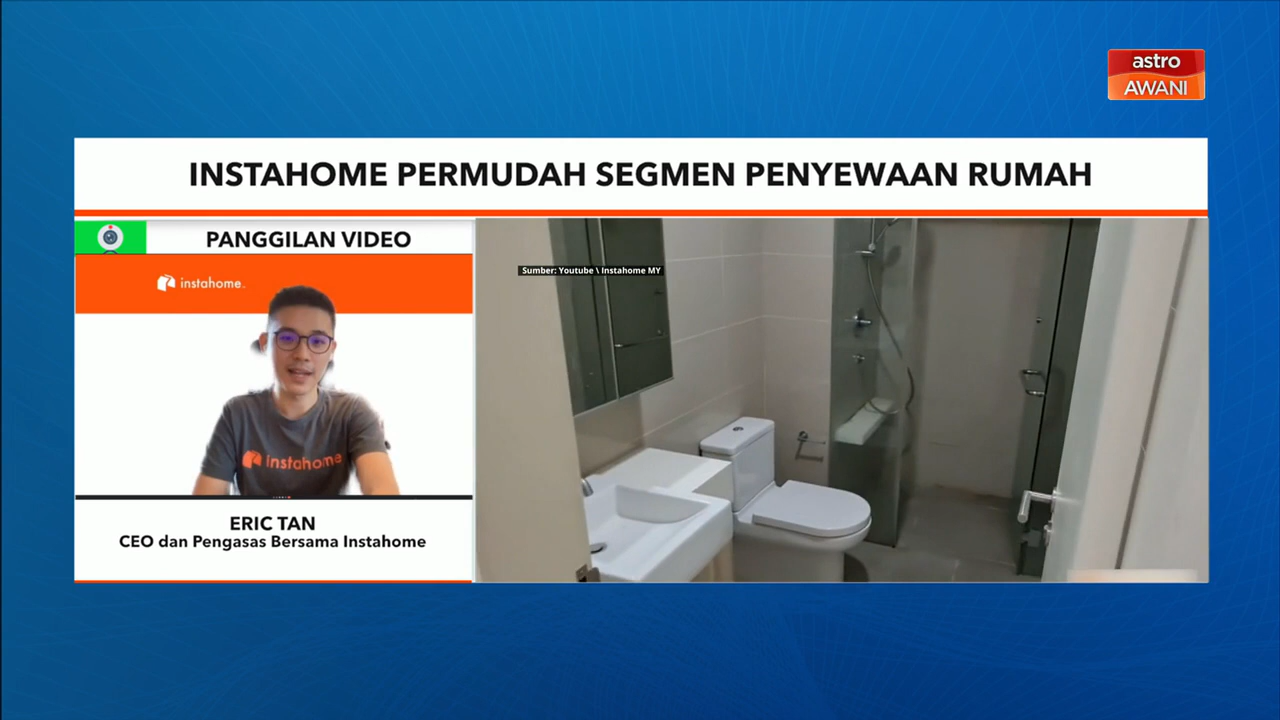 astro
AWANI
INSTAHOME PERMUDAH SEGMEN PENYEWAAN RUMAH
PANGGILAN VIDEO
Sumber: Youtube \ Instahome MY
instahome
instahome
ERIC TAN
CEO dan Pengasas Bersama Instahome